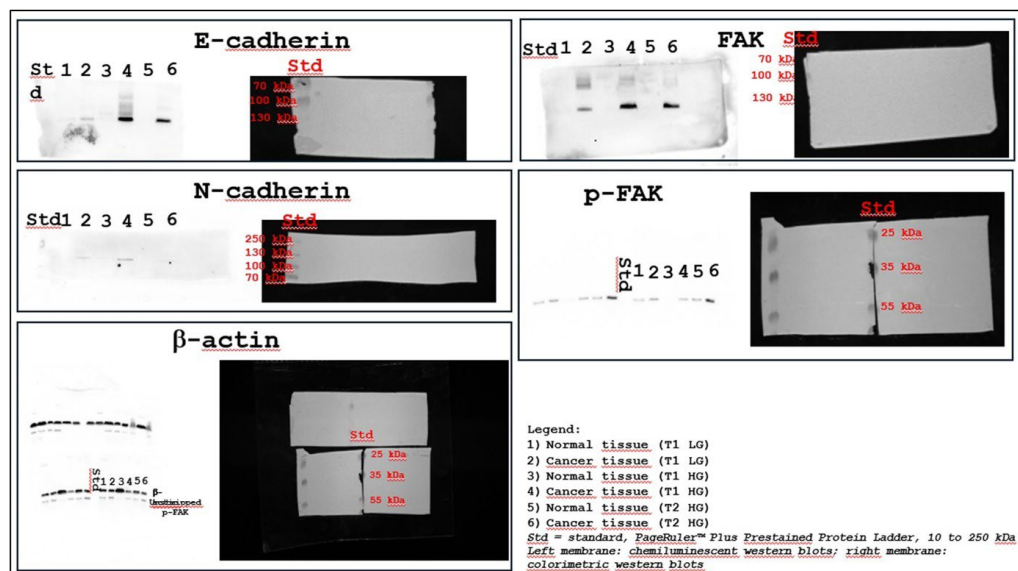 E-cadherin
St
d
1 2 3 4 5 6
Std
70 kDa
100 kDa
130 kDa
FAK
Std1 2 3 4 5 6
70 kDa
100 kDa
130 kDa
N-cadherin
Std1 2 3 4 5 6
Std
250 kDa
130 kDa
100 kDa
70 kDa
p-FAK
Std
1 2 3 4 5 6
Std
25 kDa
35 kDa
55 kDa
β-actin
Std
1 2 3 4 5 6
β-
p-FAK
Std
25 kDa
35 kDa
55 kDa
Legend:
1) Normal tissue (T1 LG)
2) Cancer tissue (T1 LG)
3) Normal tissue (T1 HG)
4) Cancer tissue (T1 HG)
5) Normal tissue (T2 HG)
6) Cancer tissue (T2 HG)
Std = standard, PageRuler™ Plus Prestained Protein Ladder, 10 to 250 kDa
Left membrane: chemiluminescent western blots; right membrane:
colorimetric western blots